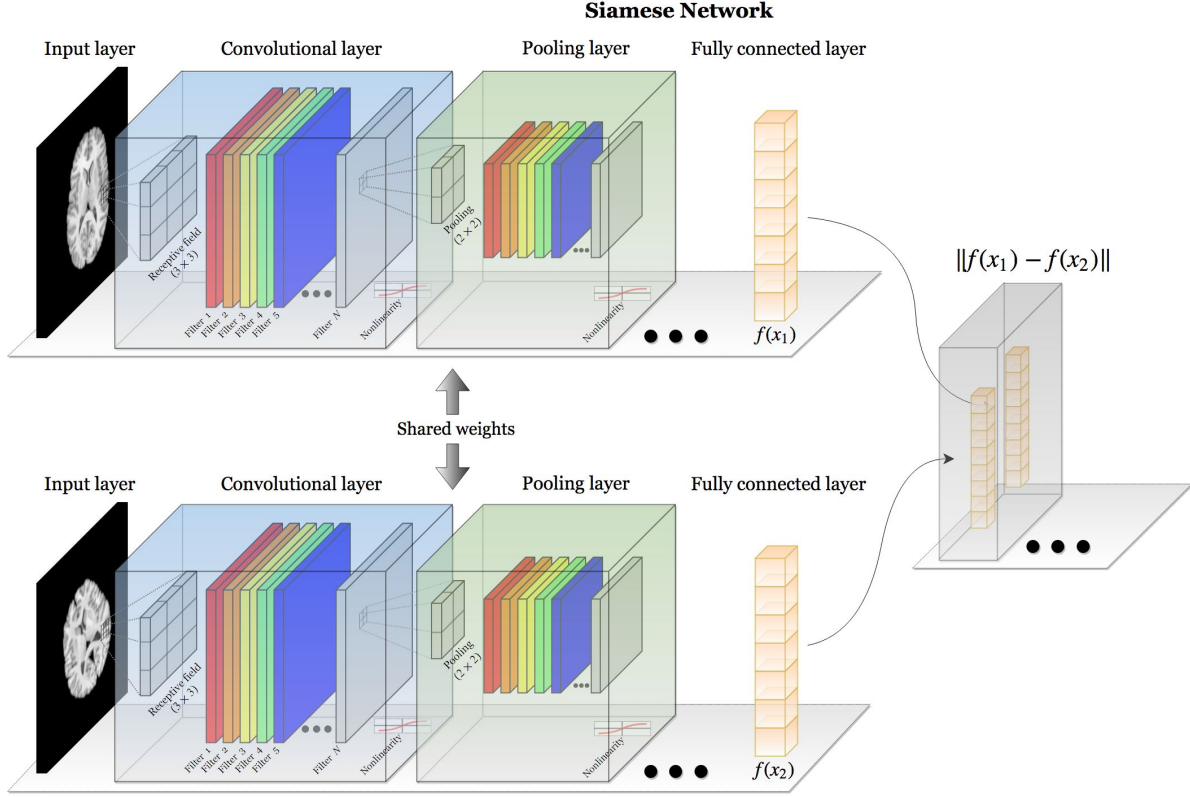 Siamese Network
Input layer
Convolutional layer
Pooling layer
Fully connected layer
Receptive field
(3 × 3)
Filter 1
Filter 2
Filter 3
Filter 4
Filter 5
Filter N
Nonlinearity
Pooling
(2 × 2)
Nonlinearity
f(x₁)
‖f(x₁) − f(x₂)‖
Shared weights
Input layer
Convolutional layer
Pooling layer
Fully connected layer
Receptive field
(3 × 3)
Filter 1
Filter 2
Filter 3
Filter 4
Filter 5
Filter N
Nonlinearity
Pooling
(2 × 2)
Nonlinearity
f(x₂)